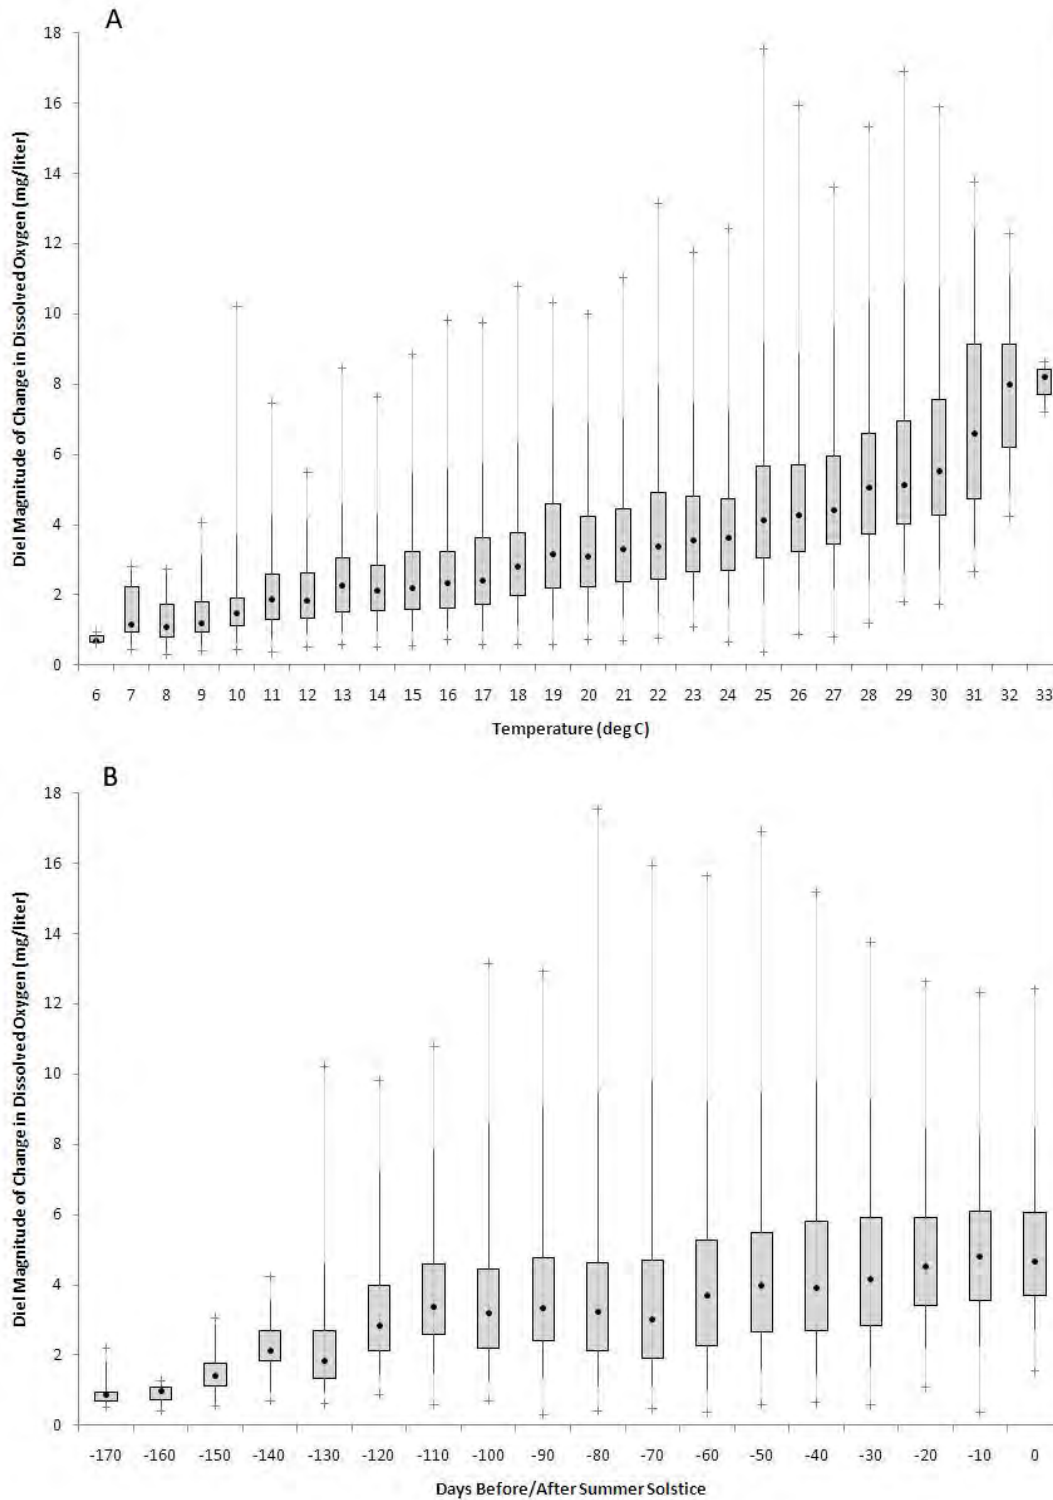 A
18
16
14
12
10
8
6
4
2
0
Diel Magnitude of Change in Dissolved Oxygen (mg/liter)
6 7 8 9 10 11 12 13 14 15 16 17 18 19 20 21 22 23 24 25 26 27 28 29 30 31 32 33
Temperature (deg C)
B
18
16
14
12
10
8
6
4
2
0
Diel Magnitude of Change in Dissolved Oxygen (mg/liter)
-170 -160 -150 -140 -130 -120 -110 -100 -90 -80 -70 -60 -50 -40 -30 -20 -10 0
Days Before/After Summer Solstice